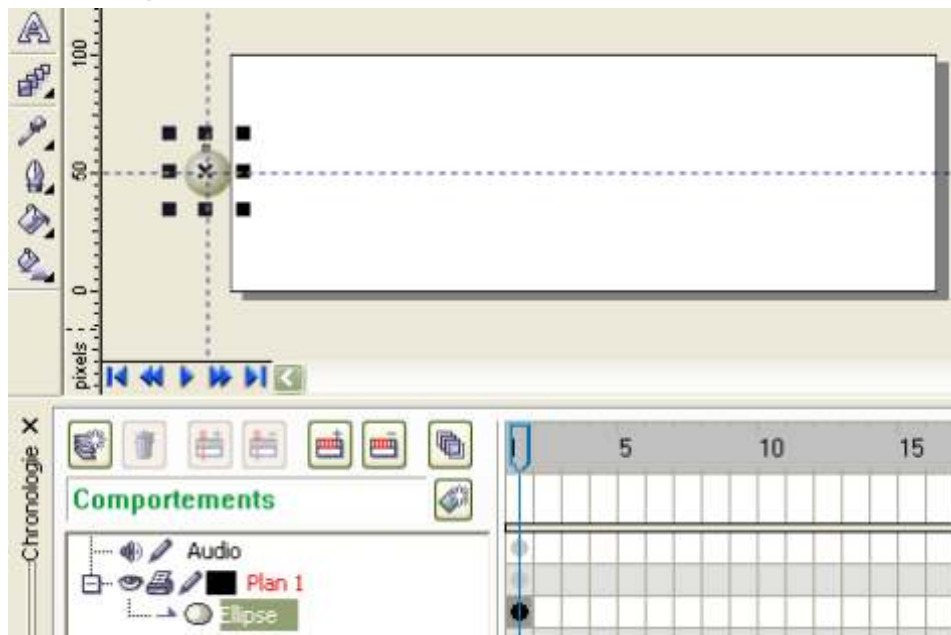 100
50
0
pixels
Chronologie
1 5 10 15
Comportements
Audio
Plan 1
Ellipse